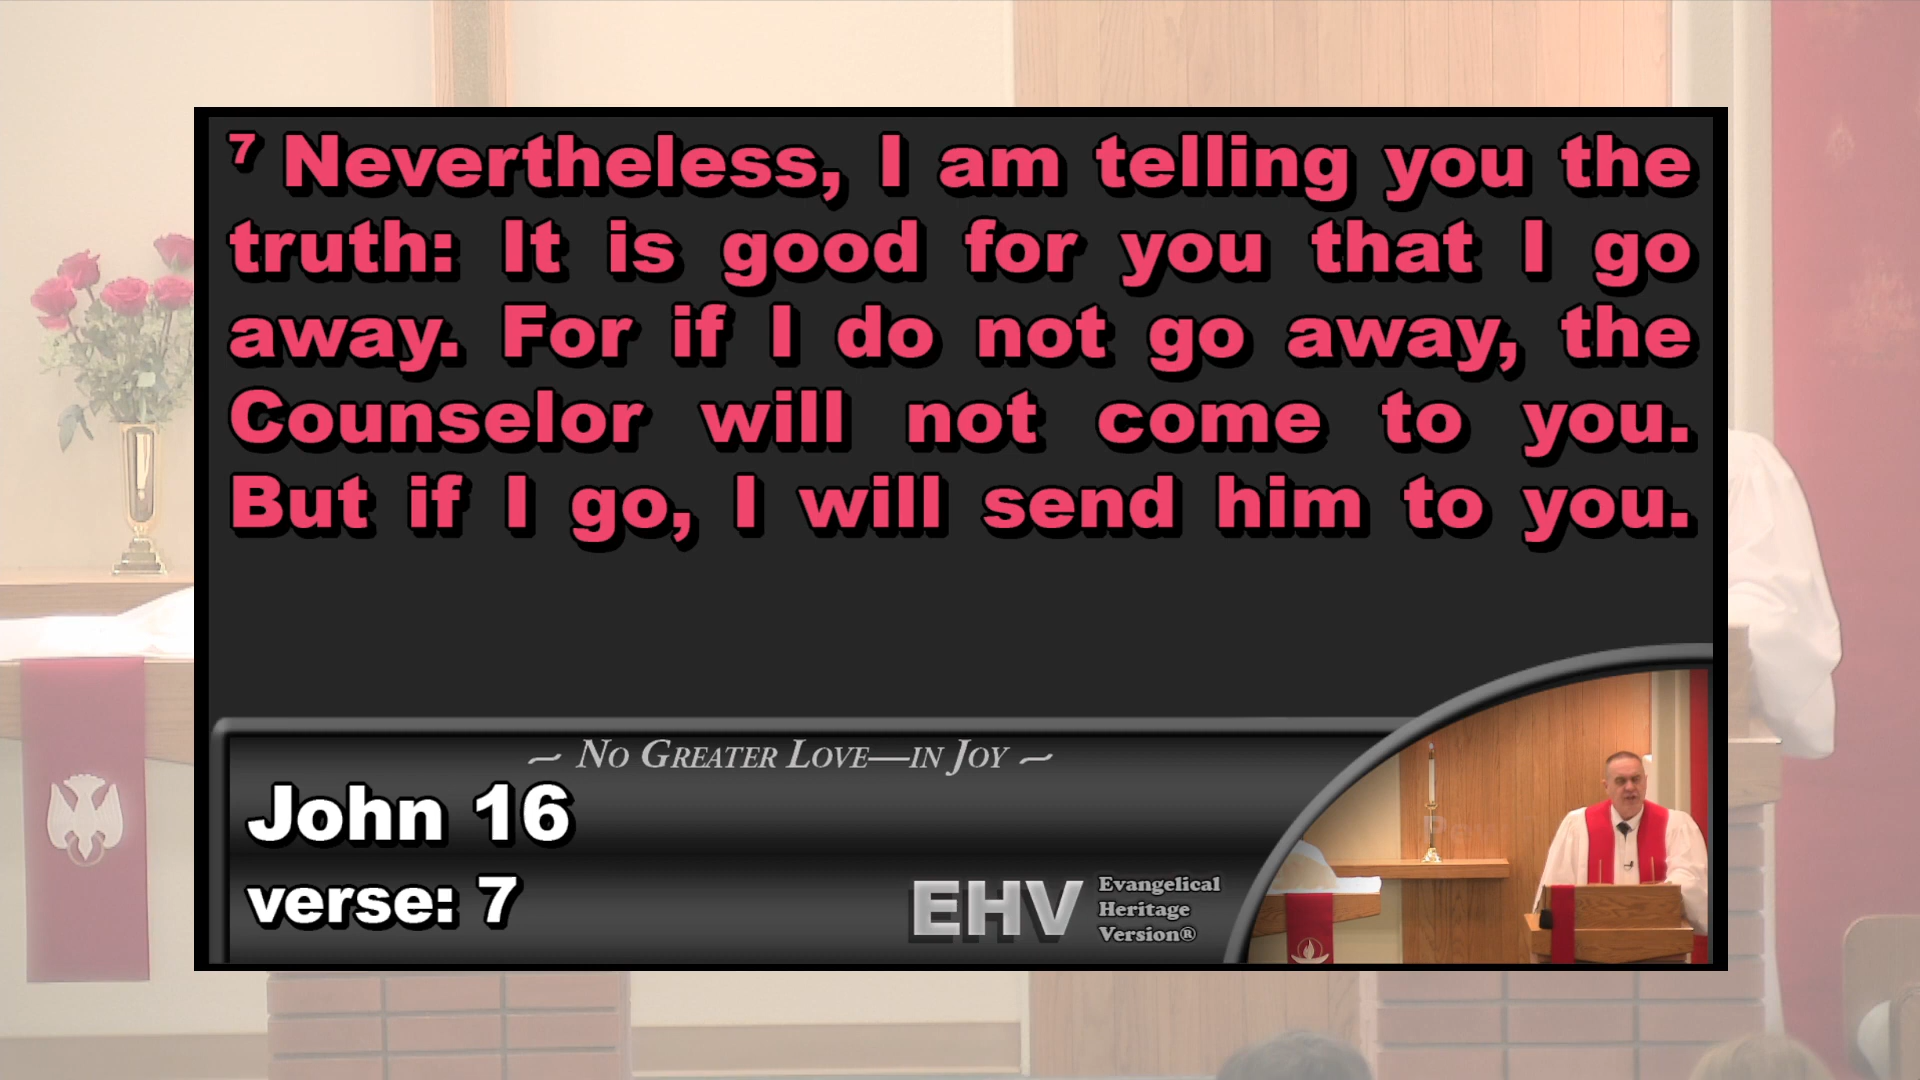 7 Nevertheless, I am telling you the
truth: It is good for you that I go
away. For if I do not go away, the
Counselor will not come to you.
But if I go, I will send him to you.
~ No Greater Love—in Joy ~
John 16
verse: 7
EHV
Evangelical
Heritage
Version®